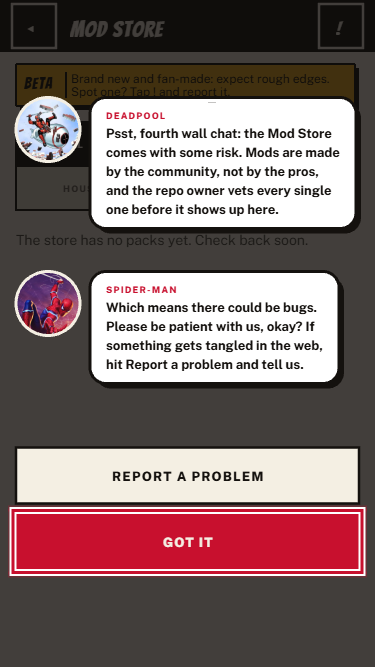 ◂ MOD STORE !
BETA
Brand new and fan-made: expect rough edges.
Spot one? Tap ! and report it.
DEADPOOL
Psst, fourth wall chat: the Mod Store
comes with some risk. Mods are made
by the community, not by the pros,
and the repo owner vets every single
one before it shows up here.
The store has no packs yet. Check back soon.
SPIDER-MAN
Which means there could be bugs.
Please be patient with us, okay? If
something gets tangled in the web,
hit Report a problem and tell us.
REPORT A PROBLEM
GOT IT